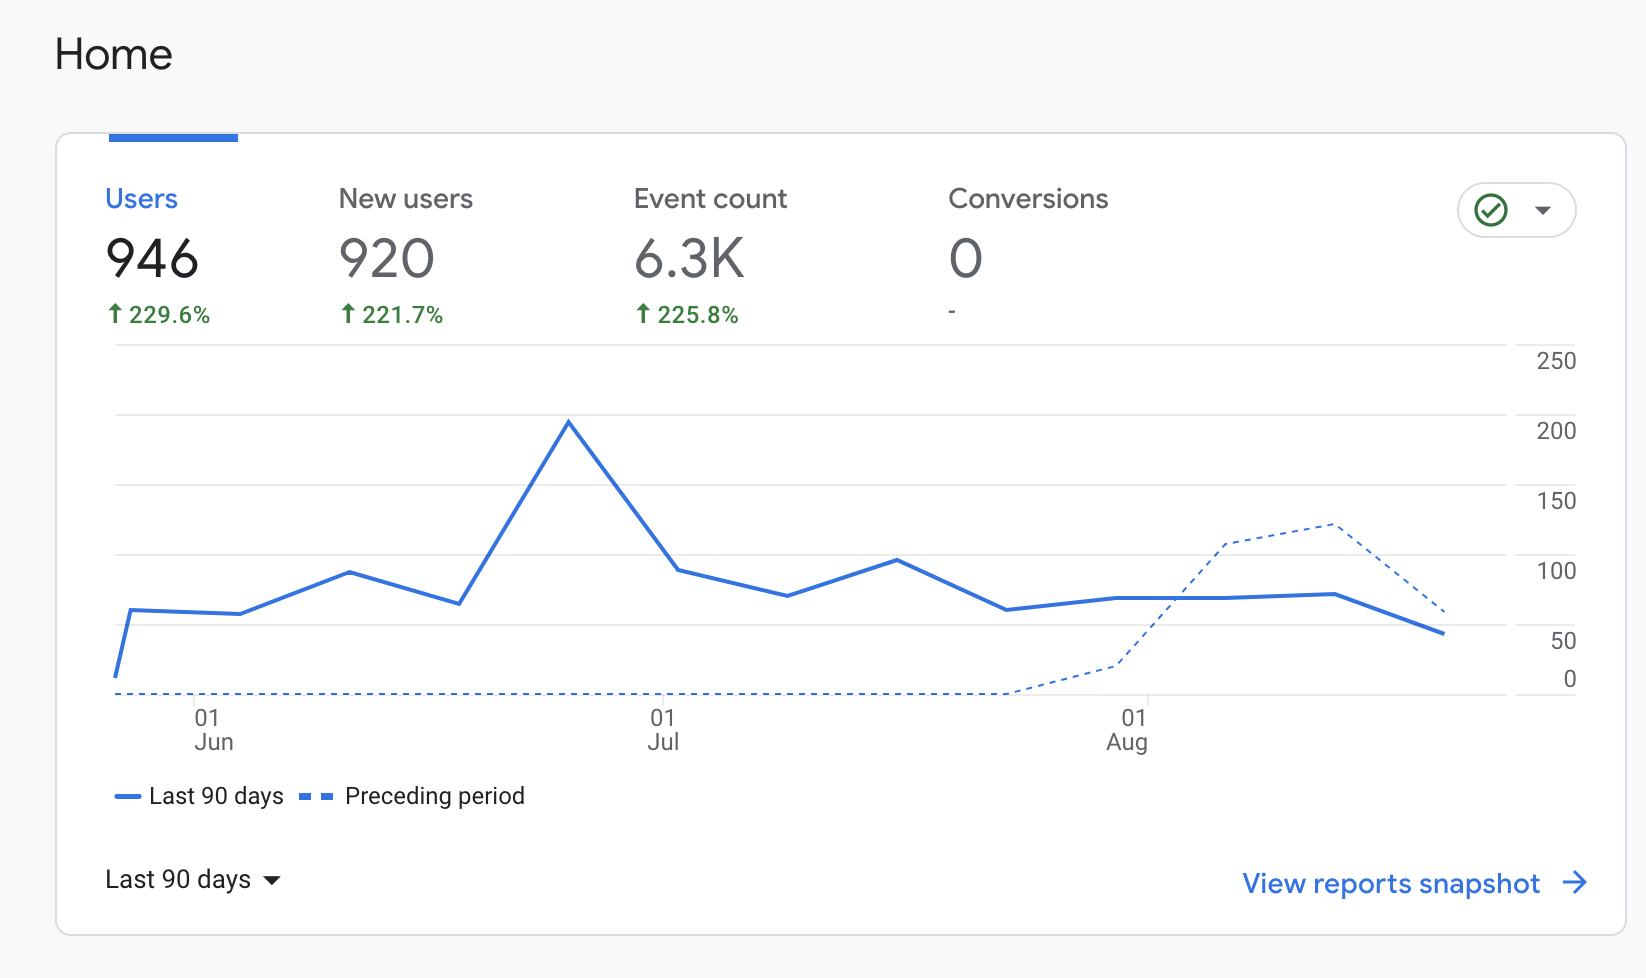 Home
Users
New users
Event count
Conversions
946
920
6.3K
0
229.6%
221.7%
225.8%
-
250
200
150
100
50
0
01
Jun
01
Jul
01
Aug
Last 90 days
Preceding period
Last 90 days
View reports snapshot